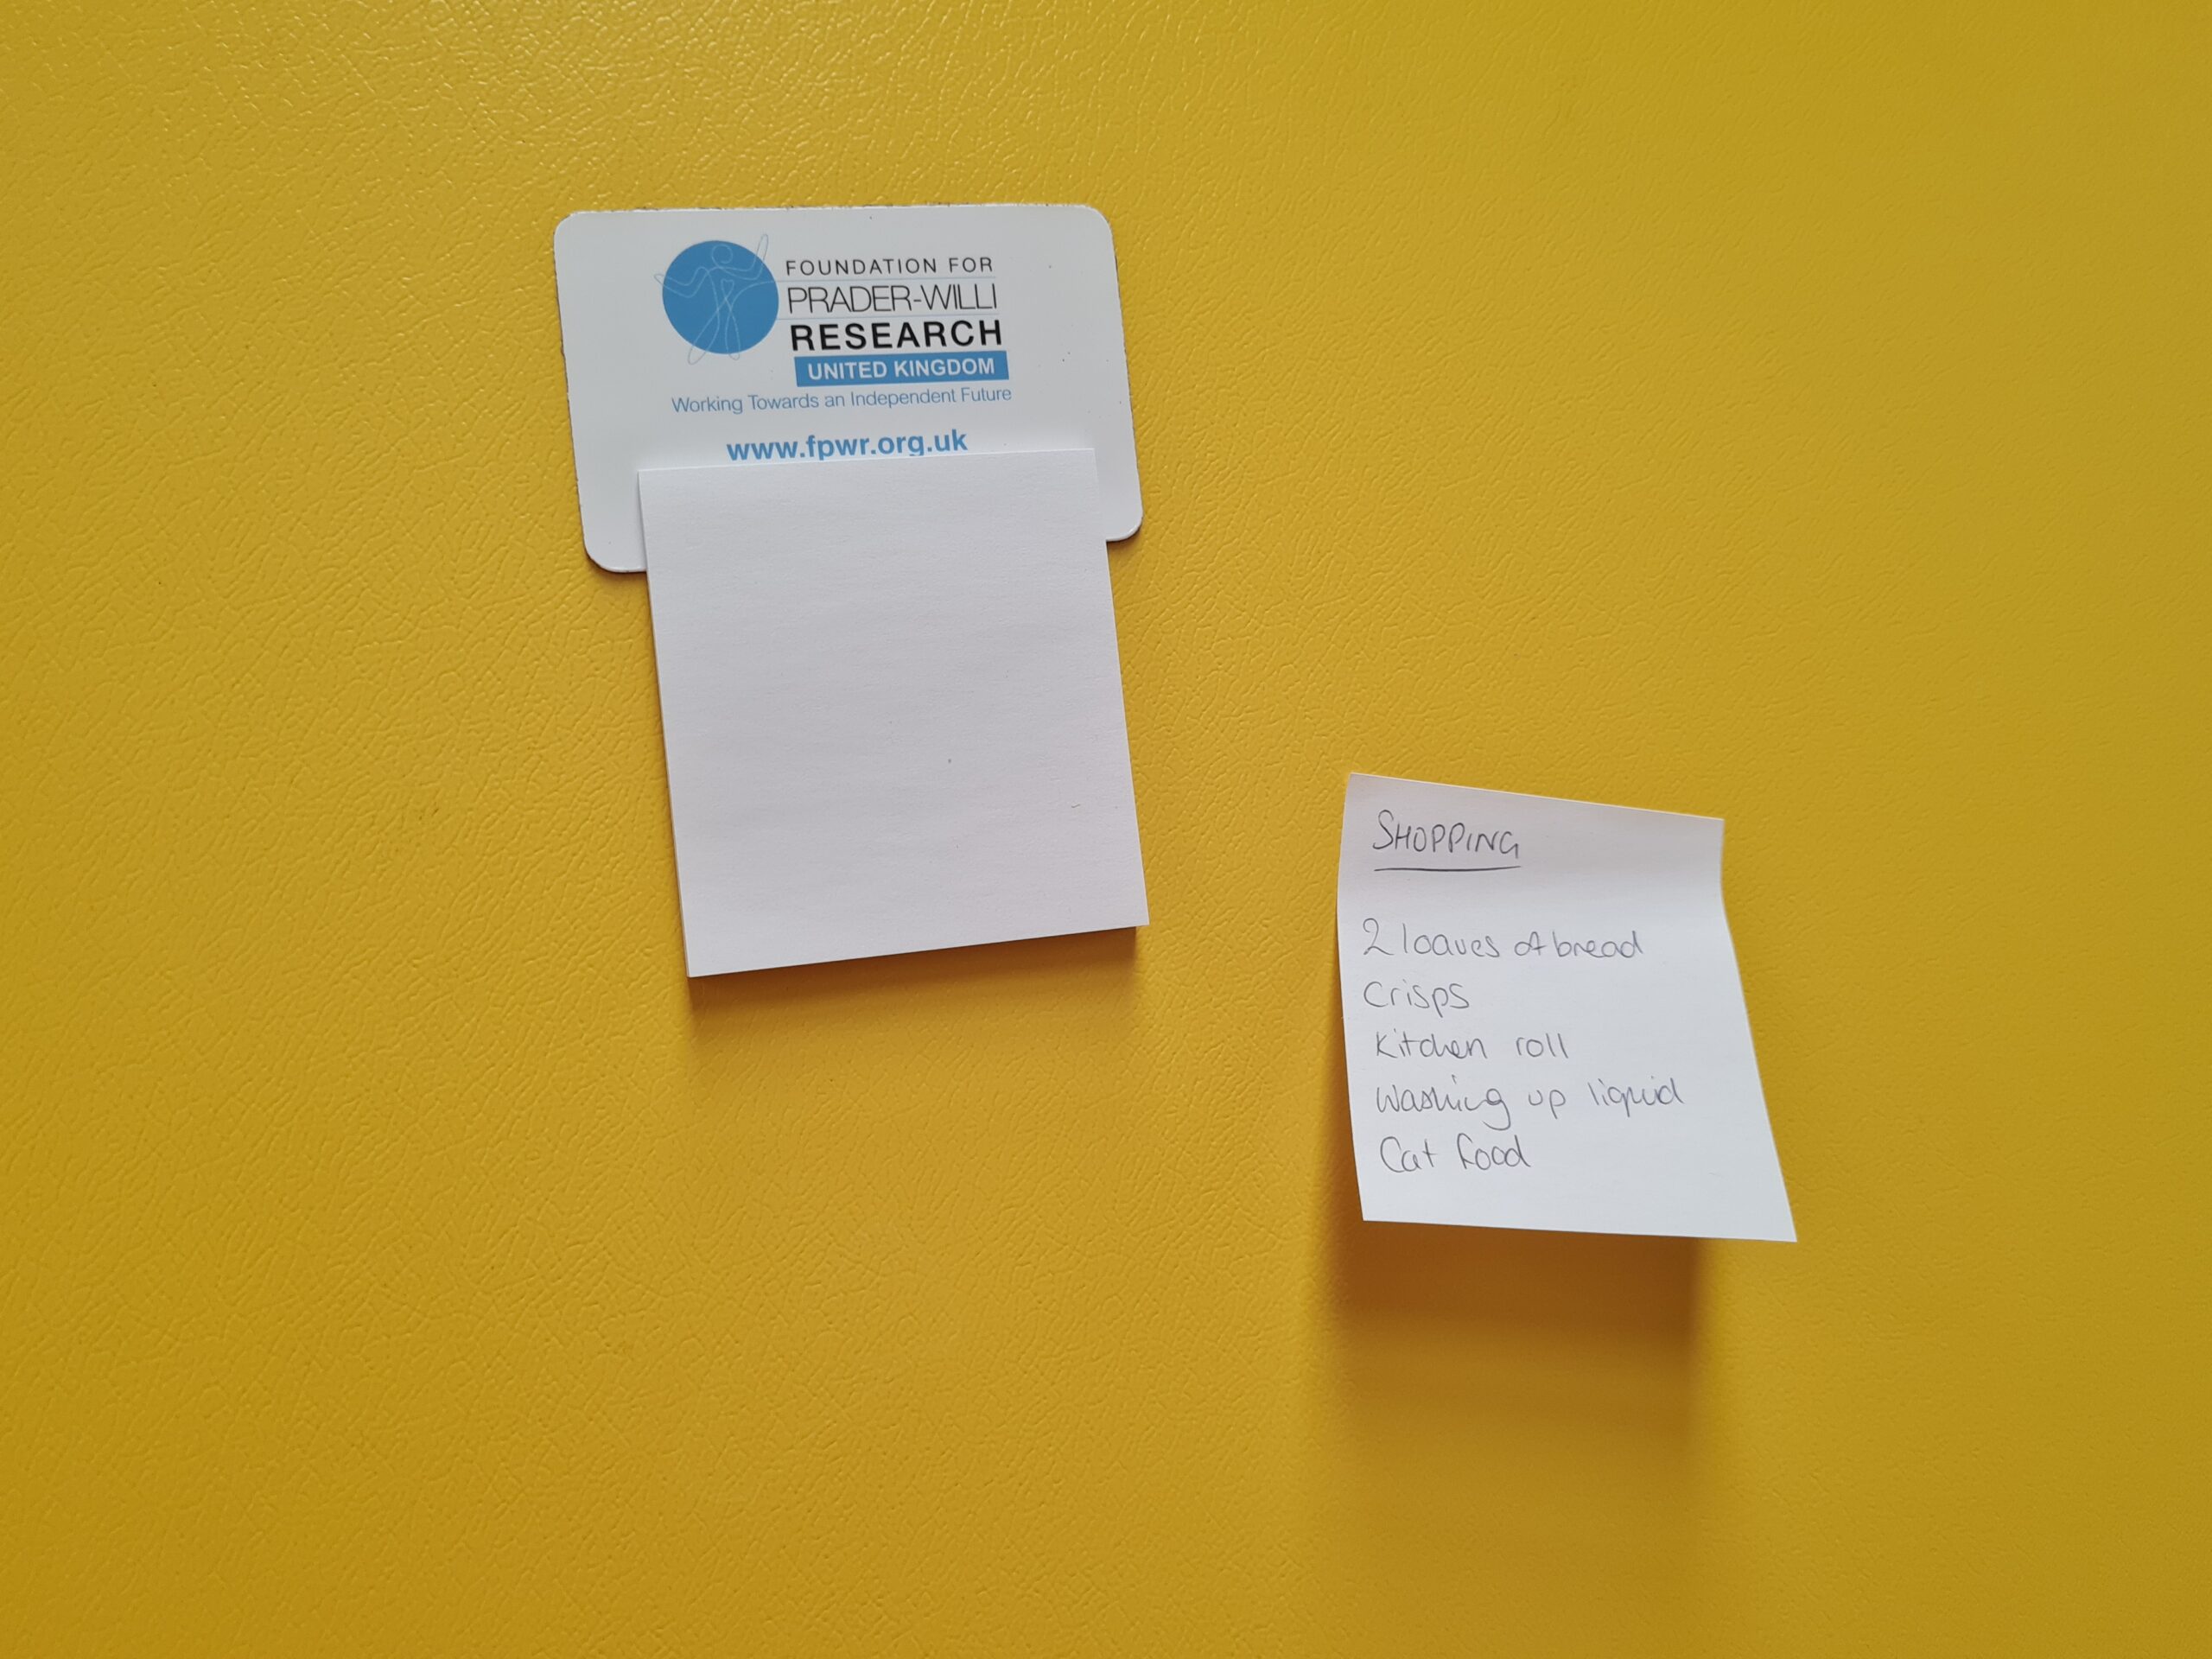 FOUNDATION FOR
PRADER-WILLI
RESEARCH
UNITED KINGDOM
Working Towards an Independent Future
www.fpwr.org.uk
SHOPPING
2 loaves of bread
Crisps
Kitchen roll
Washing up liquid
Cat food